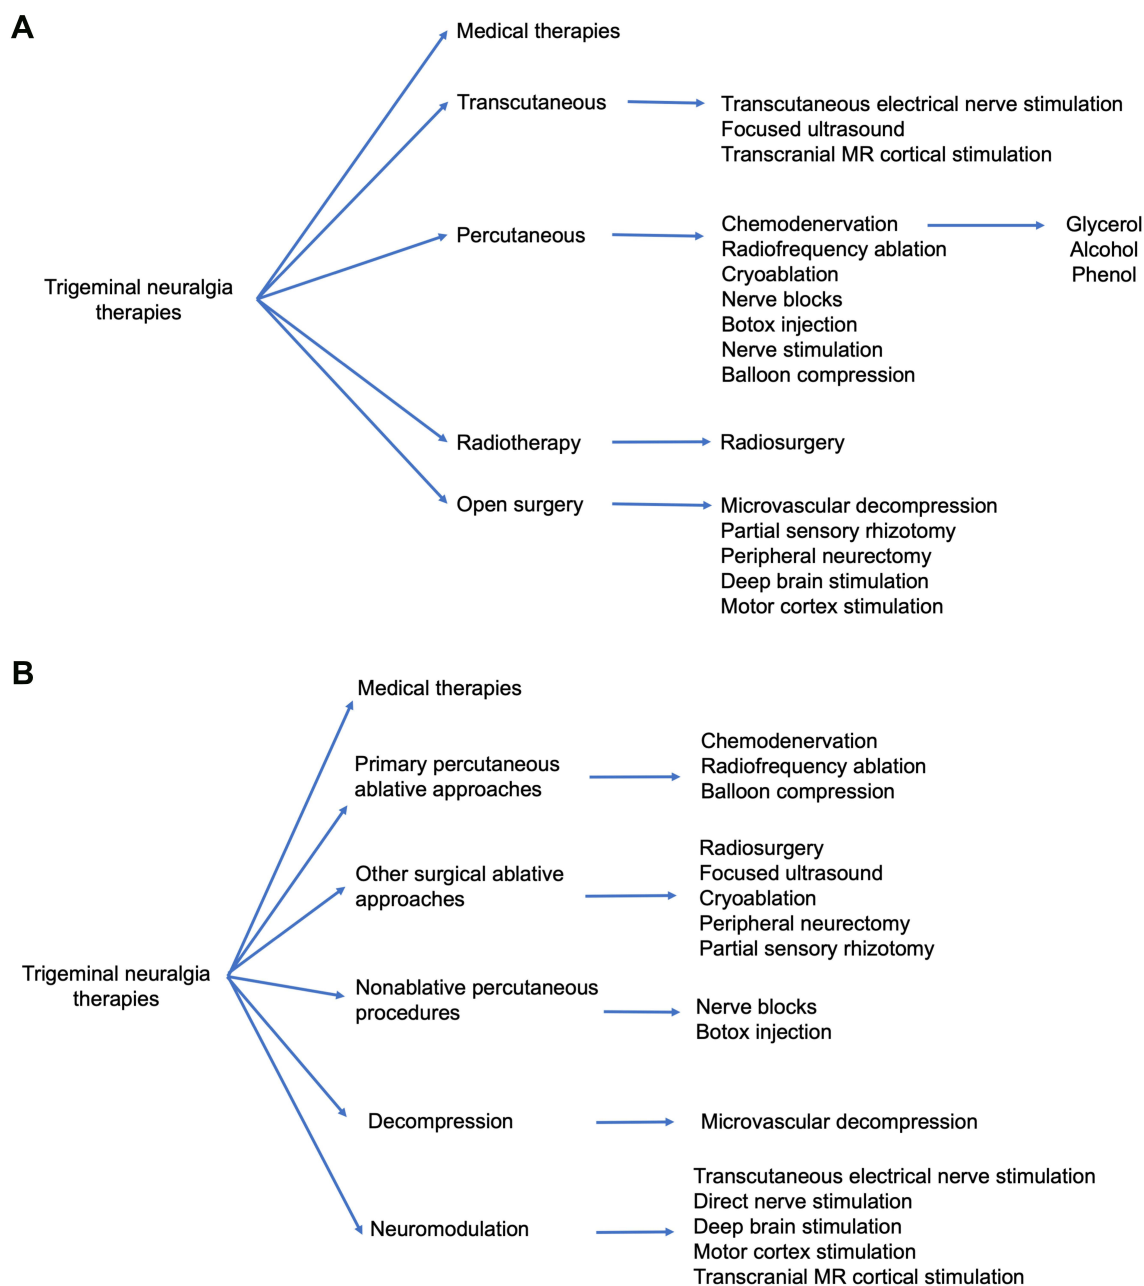 A
Medical therapies
Transcutaneous
Transcutaneous electrical nerve stimulation
Focused ultrasound
Transcranial MR cortical stimulation
Percutaneous
Chemodenervation
Radiofrequency ablation
Cryoablation
Nerve blocks
Botox injection
Nerve stimulation
Balloon compression
Glycerol
Alcohol
Phenol
Trigeminal neuralgia
therapies
Radiotherapy
Radiosurgery
Open surgery
Microvascular decompression
Partial sensory rhizotomy
Peripheral neurectomy
Deep brain stimulation
Motor cortex stimulation
B
Medical therapies
Primary percutaneous
ablative approaches
Chemodenervation
Radiofrequency ablation
Balloon compression
Other surgical ablative
approaches
Radiosurgery
Focused ultrasound
Cryoablation
Peripheral neurectomy
Partial sensory rhizotomy
Trigeminal neuralgia
therapies
Nonablative percutaneous
procedures
Nerve blocks
Botox injection
Decompression
Microvascular decompression
Neuromodulation
Transcutaneous electrical nerve stimulation
Direct nerve stimulation
Deep brain stimulation
Motor cortex stimulation
Transcranial MR cortical stimulation